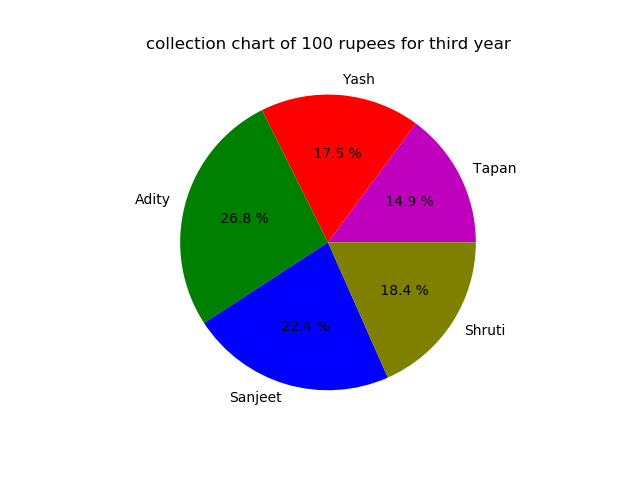 collection chart of 100 rupees for third year
Yash
17.5 %
Tapan
14.9 %
Adity
26.8 %
18.4 %
Shruti
22.4 %
Sanjeet